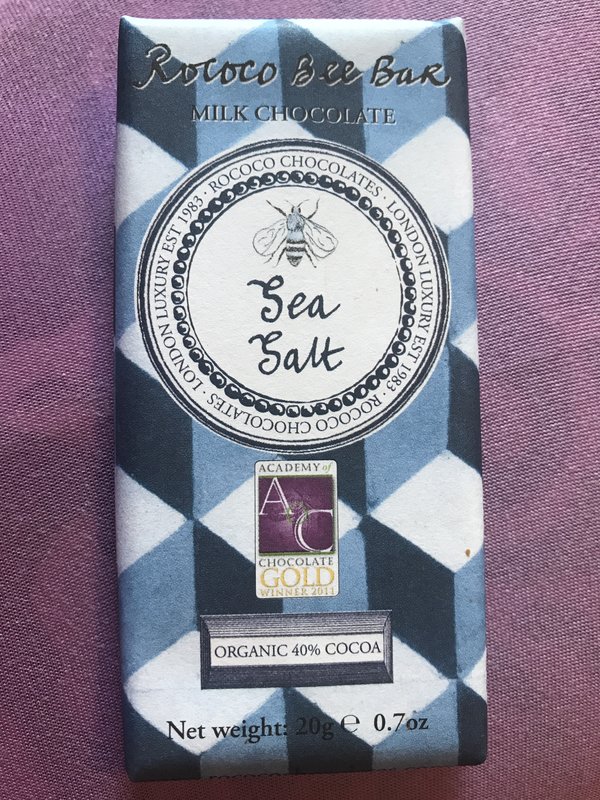 Rococo Bee Bar
MILK CHOCOLATE
ROCOCO CHOCOLATES · LONDON LUXURY EST 1983 · ROCOCO CHOCOLATES · LONDON LUXURY EST 1983 ·
Sea
Salt
ACADEMY of
A
C
CHOCOLATE
GOLD
WINNER 2011
ORGANIC 40% COCOA
Net weight: 20g ℮ 0.7oz